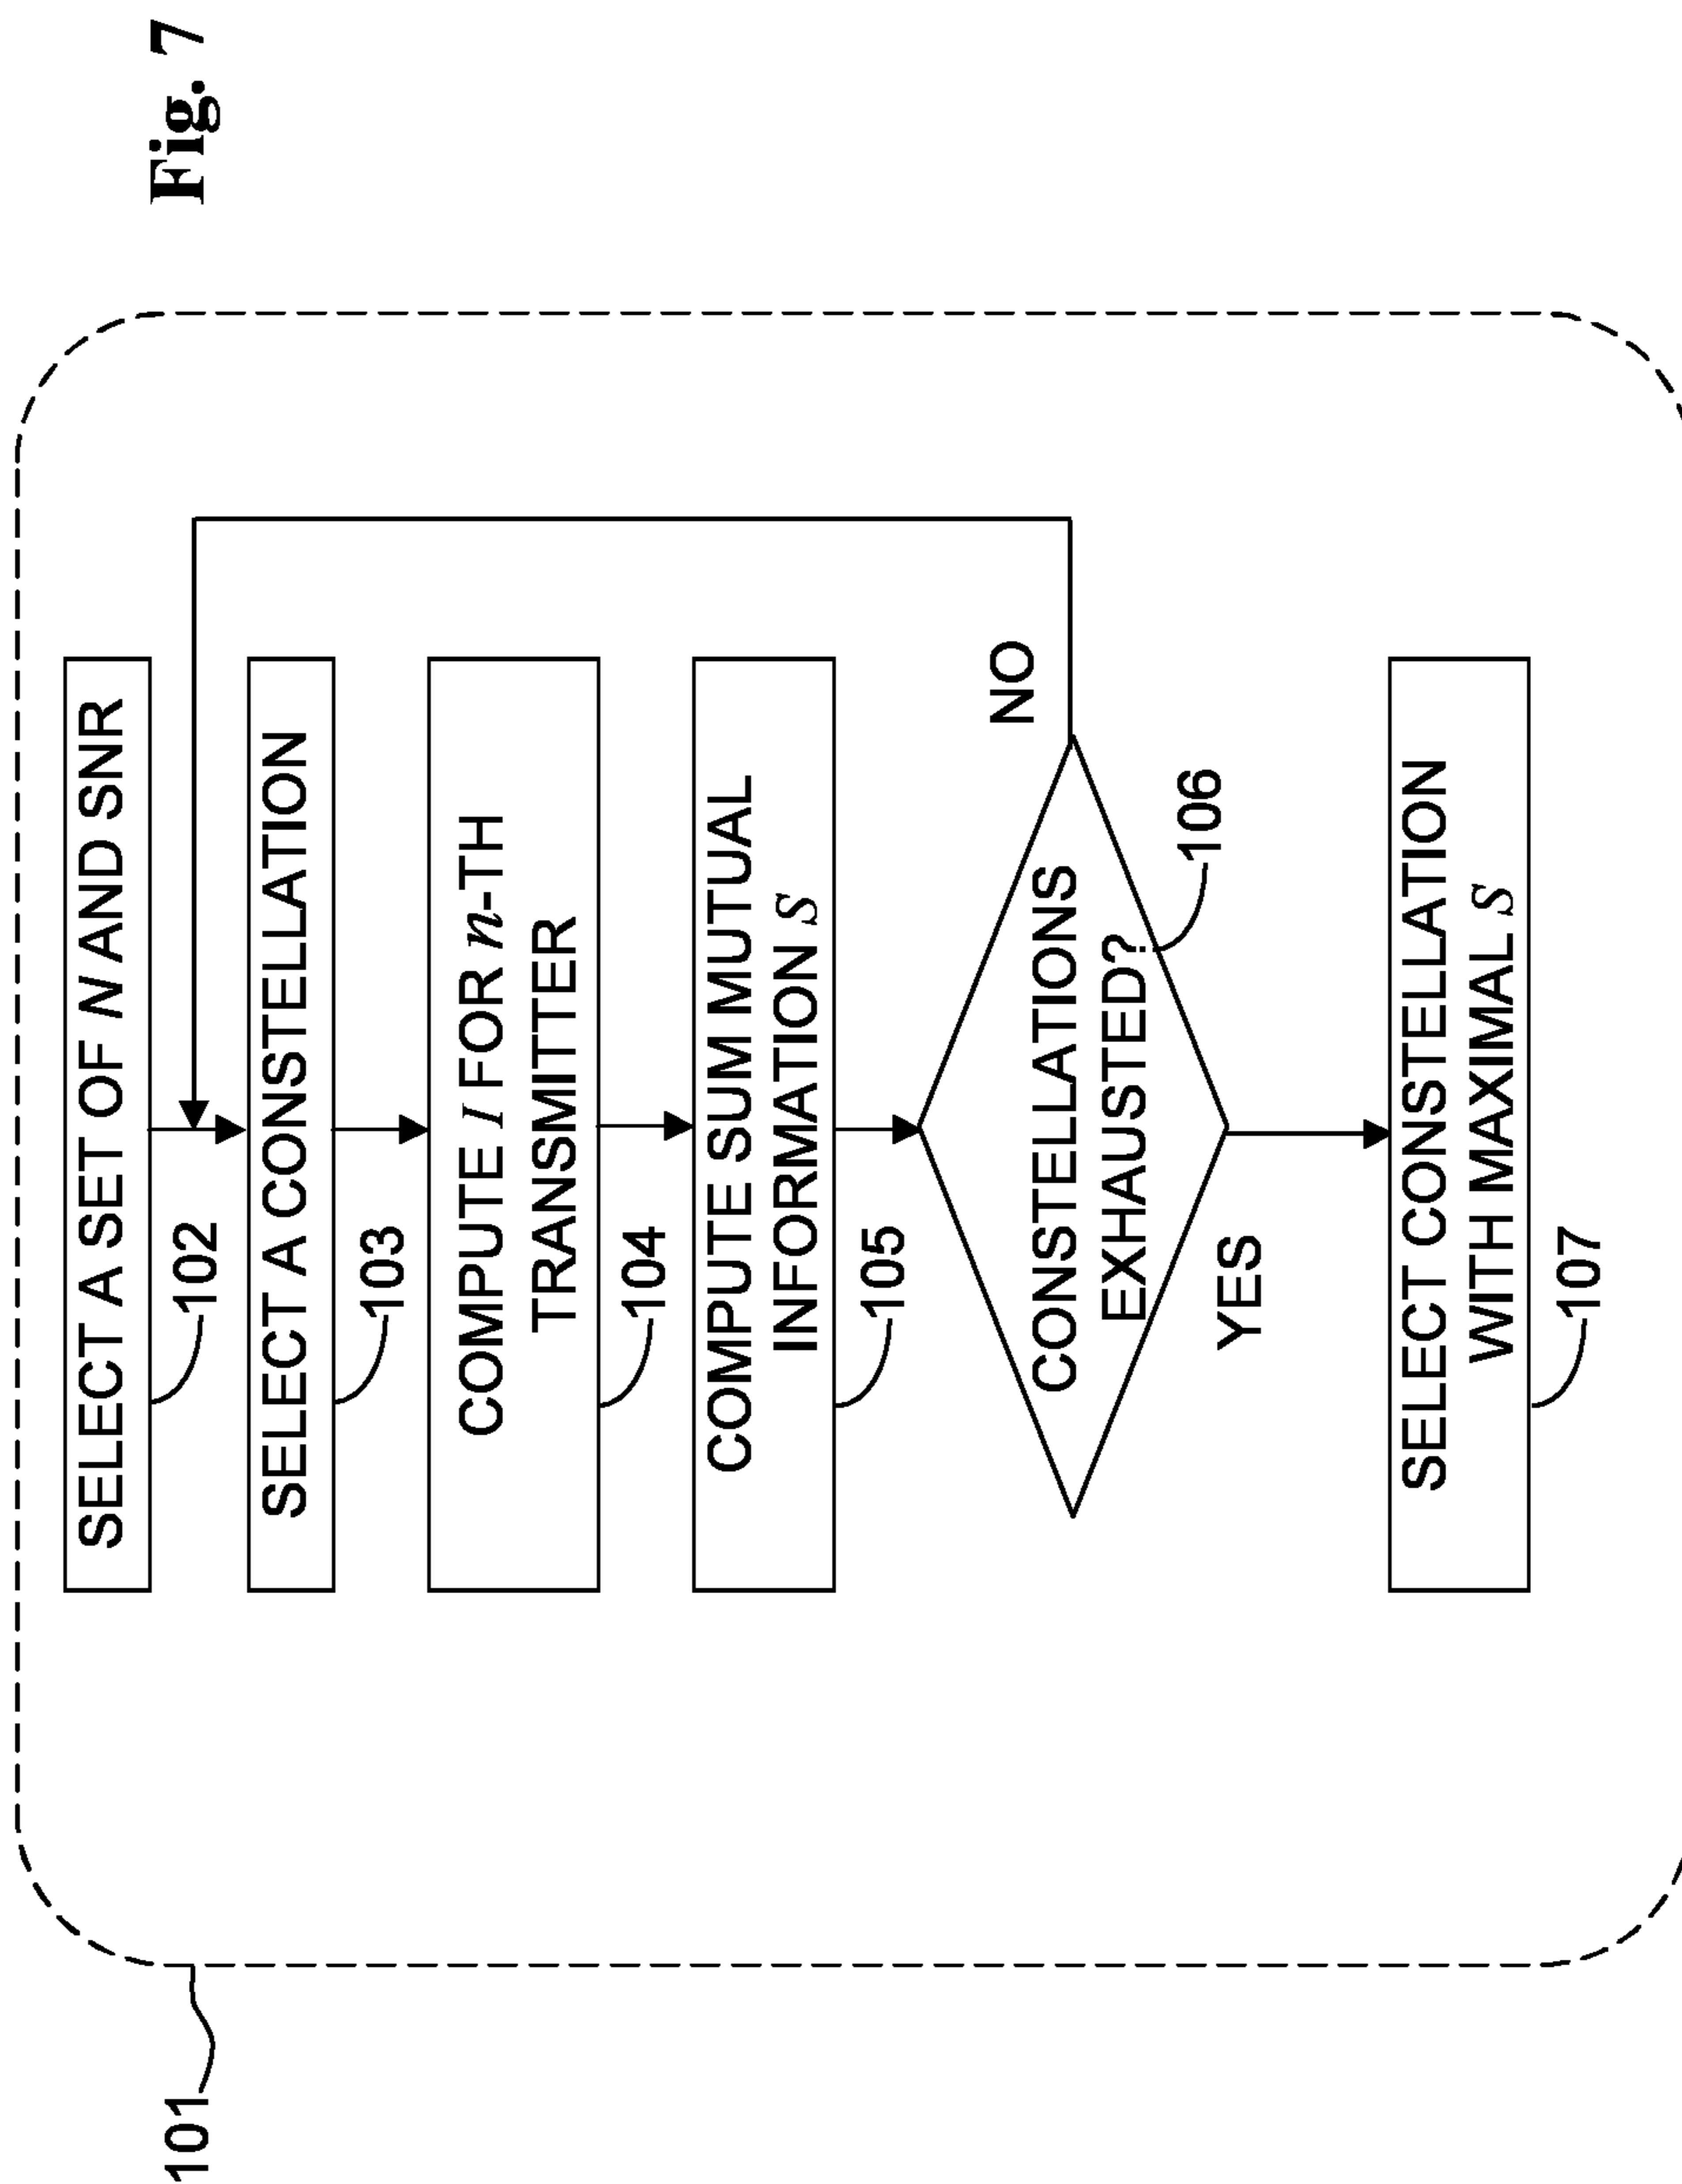 Fig. 7
101
SELECT A SET OF N AND SNR
102
SELECT A CONSTELLATION
103
COMPUTE I FOR n-TH
TRANSMITTER
104
COMPUTE SUM MUTUAL
INFORMATION S
105
CONSTELLATIONS
EXHAUSTED?
106
NO
YES
SELECT CONSTELLATION
WITH MAXIMAL S
107